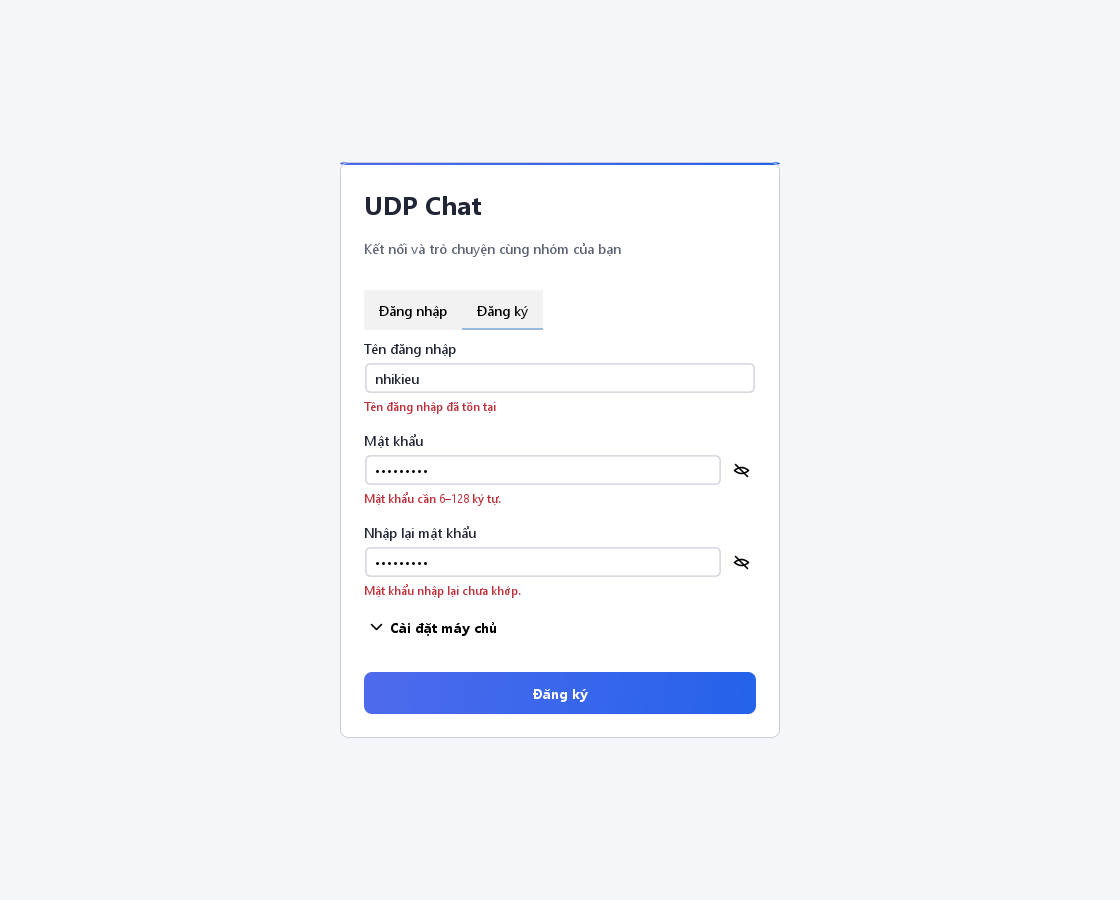 UDP Chat
Kết nối và trò chuyện cùng nhóm của bạn
Đăng nhập
Đăng ký
Tên đăng nhập
nhikieu
Tên đăng nhập đã tồn tại
Mật khẩu
•••••••••
Mật khẩu cần 6–128 ký tự.
Nhập lại mật khẩu
•••••••••
Mật khẩu nhập lại chưa khớp.
Cài đặt máy chủ
Đăng ký